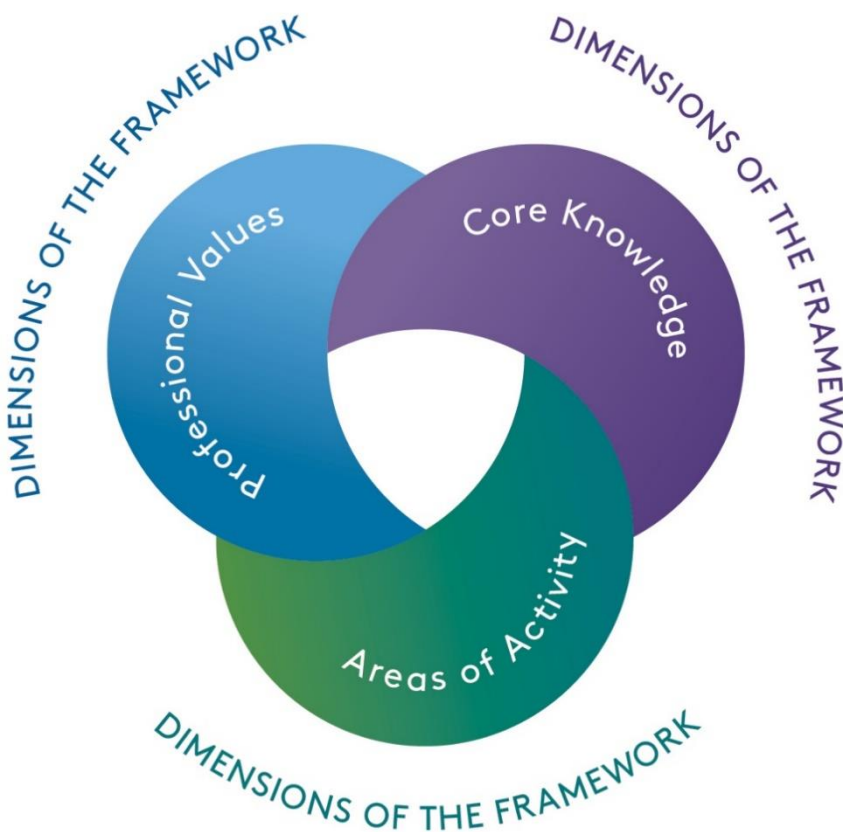 DIMENSIONS OF THE FRAMEWORK
DIMENSIONS OF THE FRAMEWORK
Professional Values
Core Knowledge
Areas of Activity
DIMENSIONS OF THE FRAMEWORK